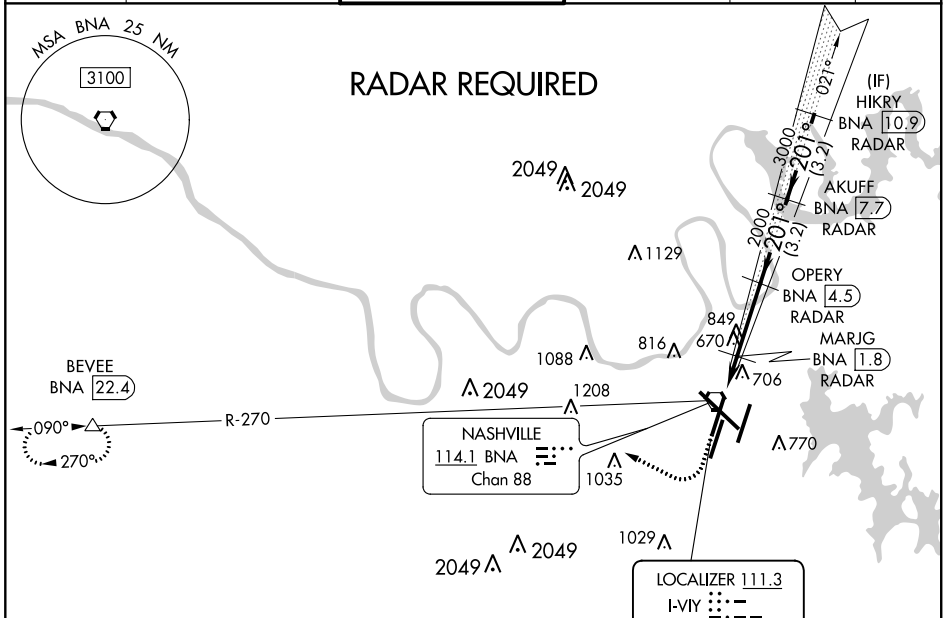 MSA BNA 25 NM
3100
RADAR REQUIRED
021°
(IF)
HIKRY
BNA 10.9
RADAR
3000
201°
(3.2)
AKUFF
BNA 7.7
RADAR
2000
201°
(3.2)
OPERY
BNA 4.5
RADAR
MARJG
BNA 1.8
RADAR
2049
2049
1129
849
670
816
706
1088
2049
1208
770
BEVEE
BNA 22.4
090°
270°
R-270
NASHVILLE
114.1 BNA
Chan 88
1035
1029
2049
2049
LOCALIZER 111.3
I-VIY